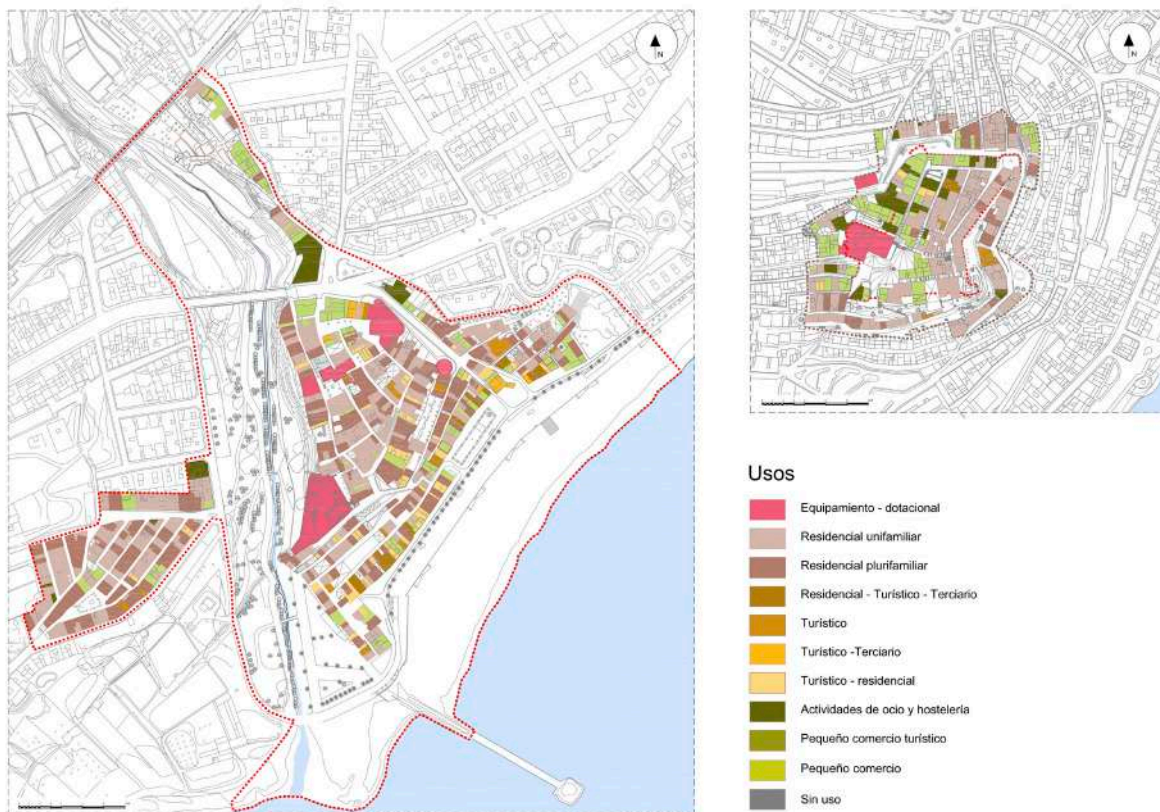 N
N
Usos
Equipamiento - dotacional
Residencial unifamiliar
Residencial plurifamiliar
Residencial - Turístico - Terciario
Turístico
Turístico -Terciario
Turístico - residencial
Actividades de ocio y hostelería
Pequeño comercio turístico
Pequeño comercio
Sin uso